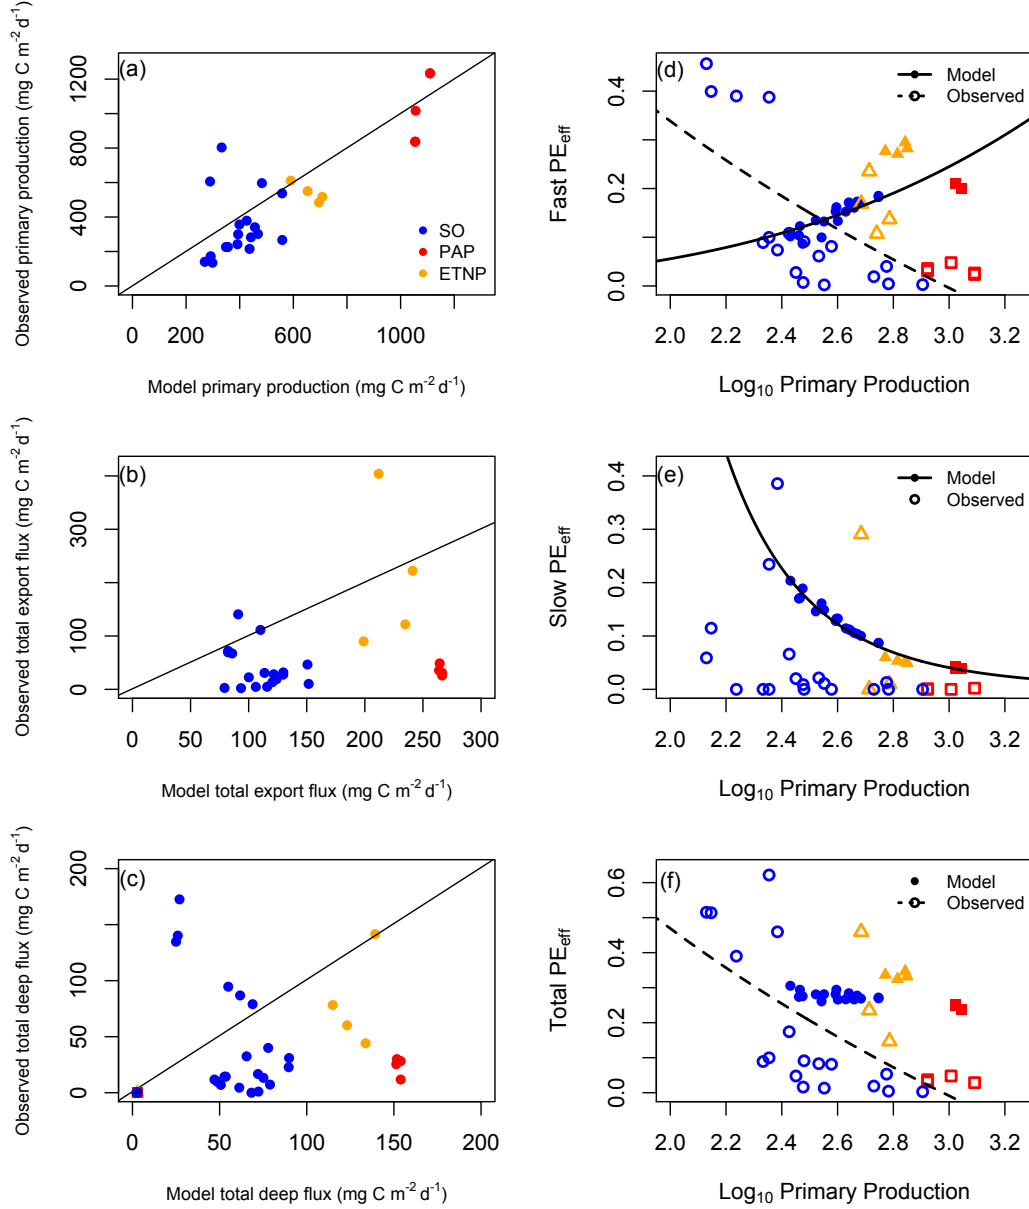 (a)
Observed primary production (mg C m⁻² d⁻¹)
1200
800
400
0
SO
PAP
ETNP
0 200 600 1000
Model primary production (mg C m⁻² d⁻¹)
(d)
Model
Observed
Fast PE_eff
0.4
0.2
0.0
2.0 2.2 2.4 2.6 2.8 3.0 3.2
Log₁₀ Primary Production
(b)
Observed total export flux (mg C m⁻² d⁻¹)
300
100
0
0 50 100 150 200 250 300
Model total export flux (mg C m⁻² d⁻¹)
(e)
Model
Observed
Slow PE_eff
0.4
0.3
0.2
0.1
0.0
2.0 2.2 2.4 2.6 2.8 3.0 3.2
Log₁₀ Primary Production
(c)
Observed total deep flux (mg C m⁻² d⁻¹)
200
100
50
0
0 50 100 150 200
Model total deep flux (mg C m⁻² d⁻¹)
(f)
Model
Observed
Total PE_eff
0.6
0.4
0.2
0.0
2.0 2.2 2.4 2.6 2.8 3.0 3.2
Log₁₀ Primary Production